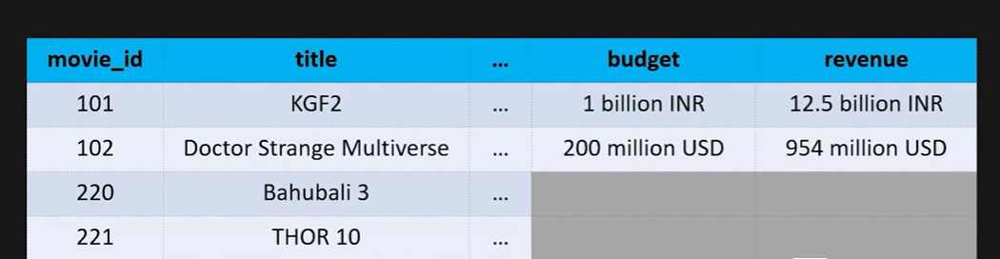 movie_id title ... budget revenue
101 KGF2 ... 1 billion INR 12.5 billion INR
102 Doctor Strange Multiverse ... 200 million USD 954 million USD
220 Bahubali 3 ...
221 THOR 10 ...